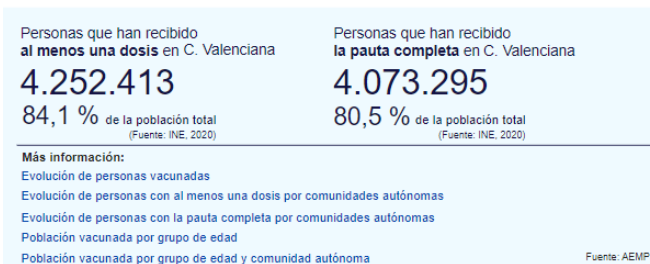 Personas que han recibido
al menos una dosis en C. Valenciana
4.252.413
84,1 % de la población total
(Fuente: INE, 2020)
Personas que han recibido
la pauta completa en C. Valenciana
4.073.295
80,5 % de la población total
(Fuente: INE, 2020)
Más información:
Evolución de personas vacunadas
Evolución de personas con al menos una dosis por comunidades autónomas
Evolución de personas con la pauta completa por comunidades autónomas
Población vacunada por grupo de edad
Población vacunada por grupo de edad y comunidad autónoma
Fuente: AEMP